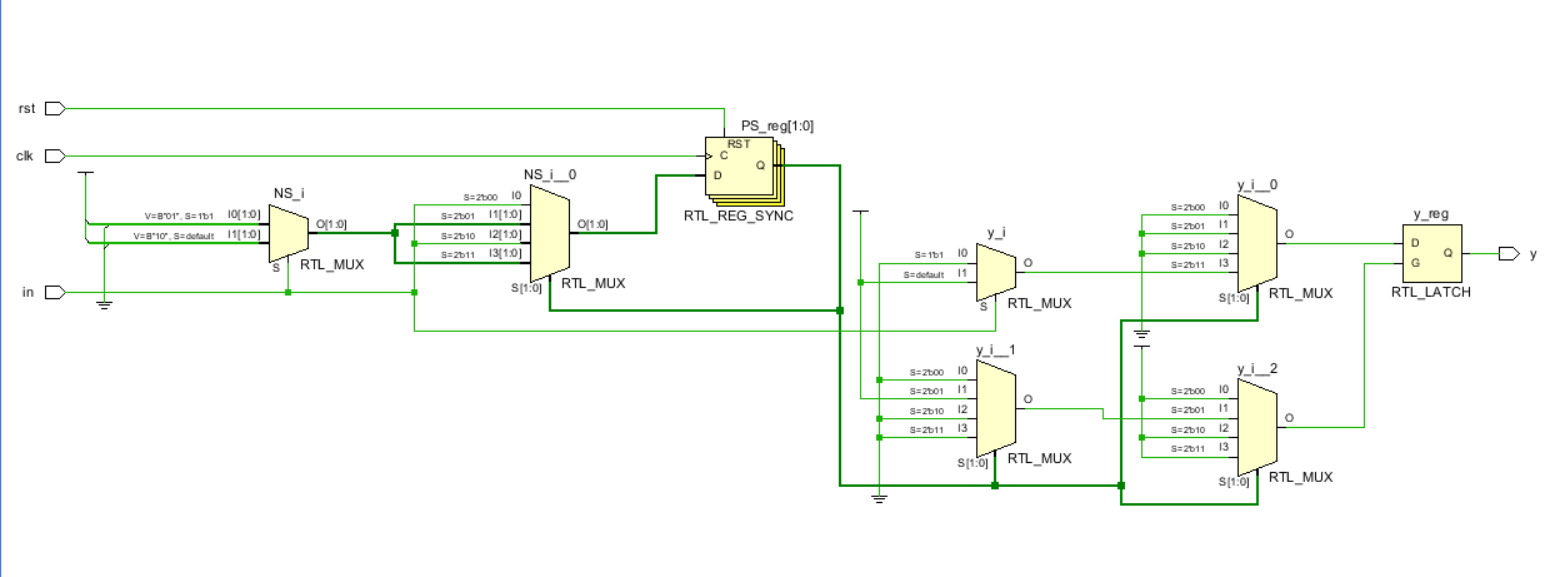 rst
clk
in
NS_i
V=B"01", S=1'b1 I0[1:0]
V=B"10", S=default I1[1:0]
O[1:0]
S
RTL_MUX
NS_i__0
S=2'b00 I0
S=2'b01 I1[1:0]
S=2'b10 I2[1:0]
S=2'b11 I3[1:0]
O[1:0]
S[1:0]
RTL_MUX
PS_reg[1:0]
RST
C
Q
D
RTL_REG_SYNC
y_i
S=1'b1 I0
S=default I1
O
S
RTL_MUX
y_i__1
S=2'b00 I0
S=2'b01 I1
S=2'b10 I2
S=2'b11 I3
O
S[1:0]
RTL_MUX
y_i__0
S=2'b00 I0
S=2'b01 I1
S=2'b10 I2
S=2'b11 I3
O
S[1:0]
RTL_MUX
y_i__2
S=2'b00 I0
S=2'b01 I1
S=2'b10 I2
S=2'b11 I3
O
S[1:0]
RTL_MUX
y_reg
D
Q
G
RTL_LATCH
y